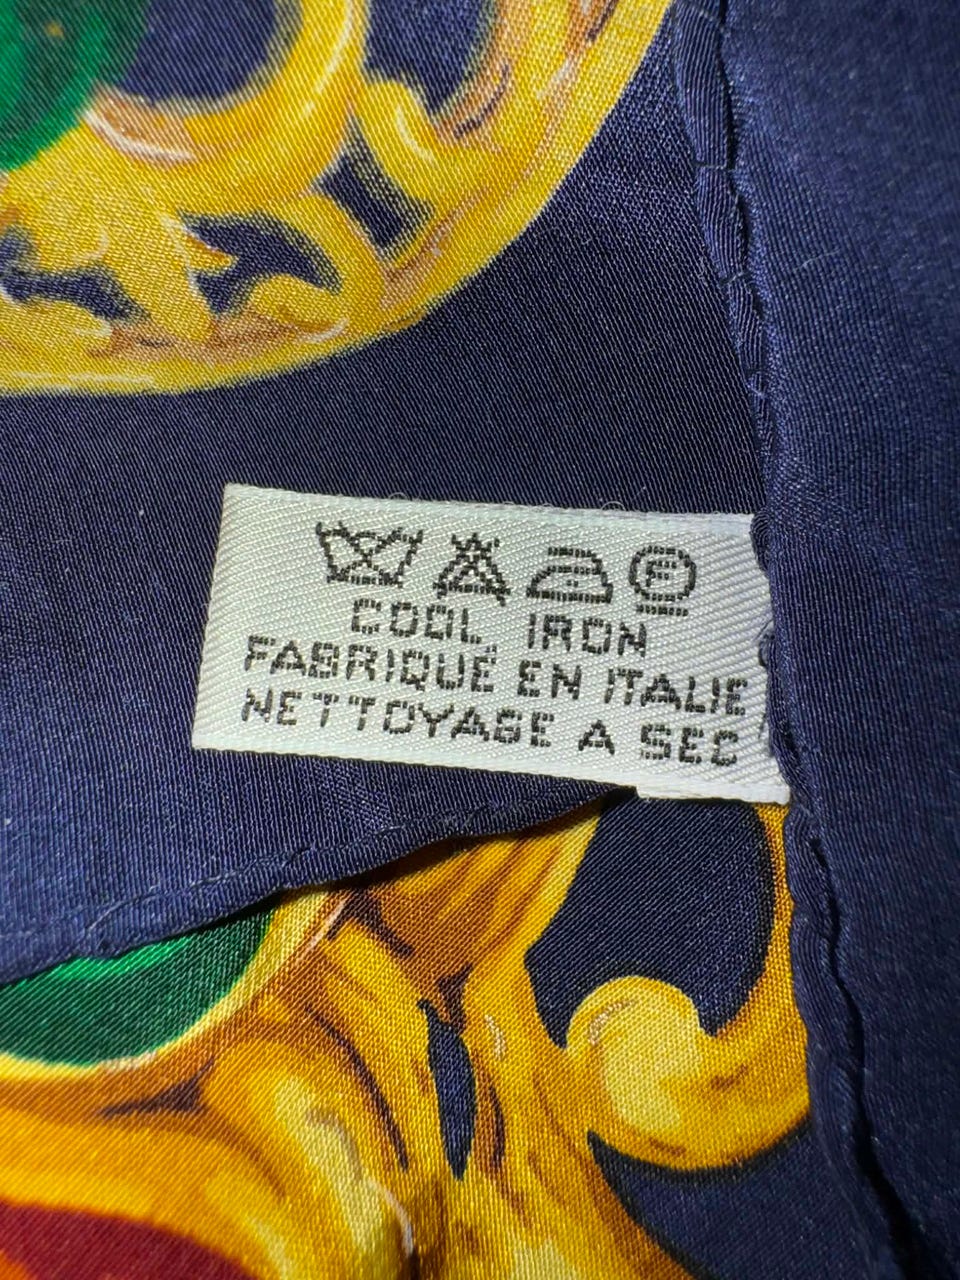 F
COOL IRON
FABRIQUÉ EN ITALIE
NETTOYAGE A SEC